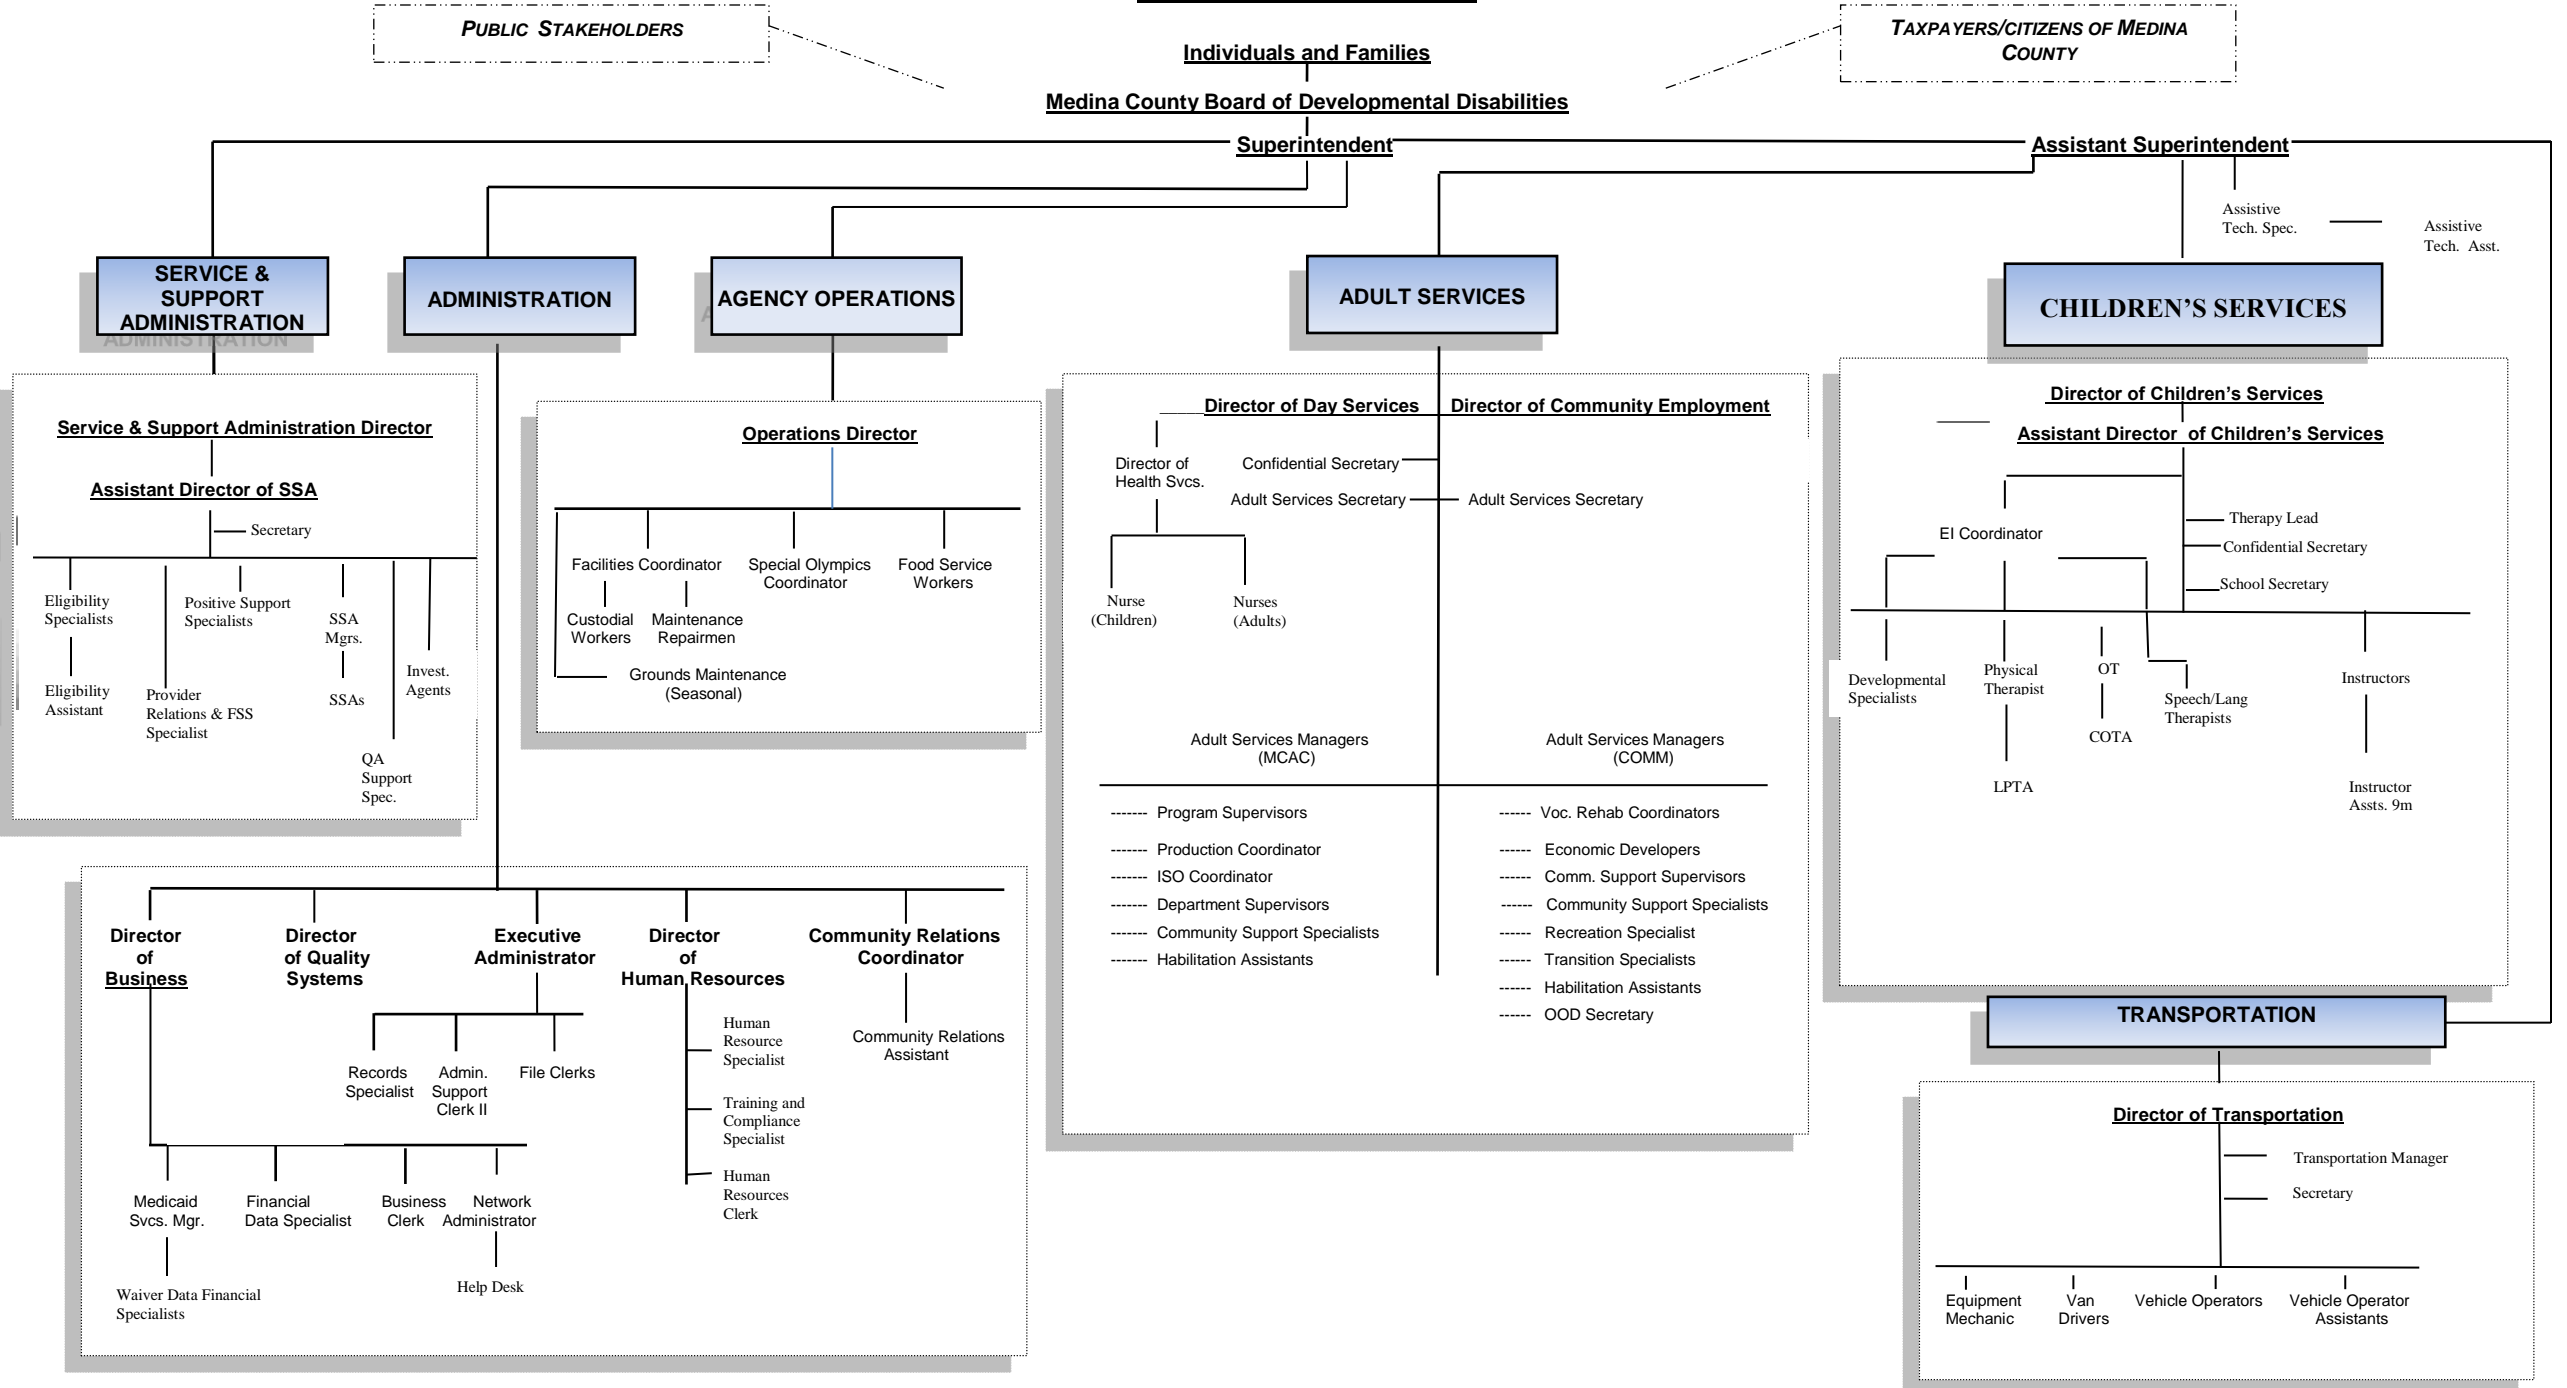 PUBLIC STAKEHOLDERS
TAXPAYERS/CITIZENS OF MEDINA
COUNTY
Individuals and Families
Medina County Board of Developmental Disabilities
Superintendent
Assistant Superintendent
Assistive
Tech. Spec.
Assistive
Tech. Asst.
SERVICE &
SUPPORT
ADMINISTRATION
ADMINISTRATION
AGENCY OPERATIONS
ADULT SERVICES
CHILDREN’S SERVICES
Service & Support Administration Director
Assistant Director of SSA
Secretary
Eligibility
Specialists
Eligibility
Assistant
Provider
Relations & FSS
Specialist
Positive Support
Specialists
SSA
Mgrs.
SSAs
QA
Support
Spec.
Invest.
Agents
Operations Director
Facilities Coordinator
Special Olympics
Coordinator
Food Service
Workers
Custodial
Workers
Maintenance
Repairmen
Grounds Maintenance
(Seasonal)
Director of Day Services
Director of Community Employment
Director of
Health Svcs.
Confidential Secretary
Adult Services Secretary
Adult Services Secretary
Nurse
(Children)
Nurses
(Adults)
Adult Services Managers
(MCAC)
Adult Services Managers
(COMM)
------- Program Supervisors
------- Production Coordinator
------- ISO Coordinator
------- Department Supervisors
------- Community Support Specialists
------- Habilitation Assistants
------ Voc. Rehab Coordinators
------ Economic Developers
------ Comm. Support Supervisors
------ Community Support Specialists
------ Recreation Specialist
------ Transition Specialists
------ Habilitation Assistants
------ OOD Secretary
Director of Children’s Services
Assistant Director of Children’s Services
EI Coordinator
Therapy Lead
Confidential Secretary
School Secretary
Developmental
Specialists
Physical
Therapist
LPTA
OT
COTA
Speech/Lang
Therapists
Instructors
Instructor
Assts. 9m
Director
of
Business
Director
of Quality
Systems
Executive
Administrator
Director
of
Human Resources
Community Relations
Coordinator
Records
Specialist
Admin.
Support
Clerk II
File Clerks
Human
Resource
Specialist
Training and
Compliance
Specialist
Human
Resources
Clerk
Community Relations
Assistant
Medicaid
Svcs. Mgr.
Financial
Data Specialist
Business
Clerk
Network
Administrator
Waiver Data Financial
Specialists
Help Desk
TRANSPORTATION
Director of Transportation
Transportation Manager
Secretary
Equipment
Mechanic
Van
Drivers
Vehicle Operators
Vehicle Operator
Assistants